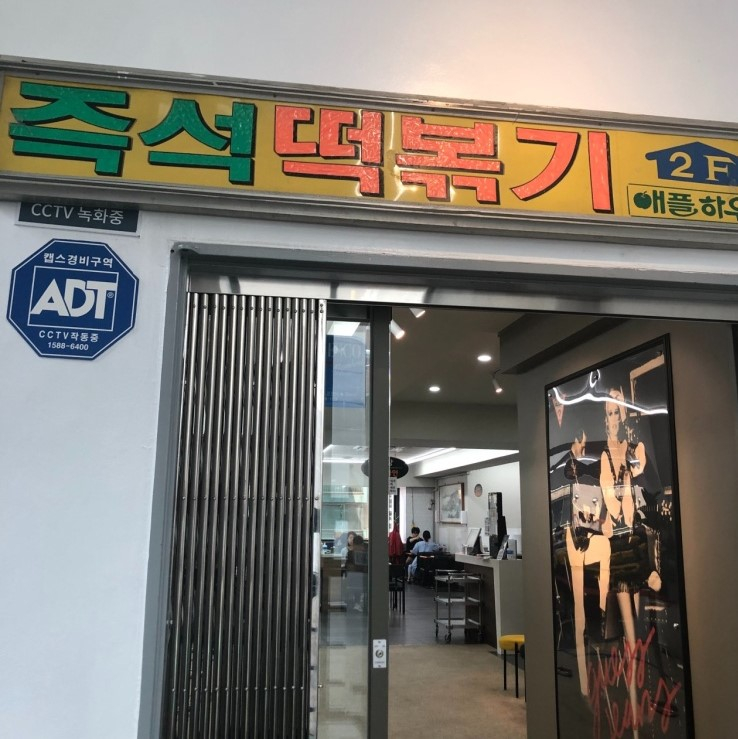 즉석떡볶기
2F
애플하우
CCTV 녹화중
캡스경비구역
ADT®
CCTV작동중
1588-6400